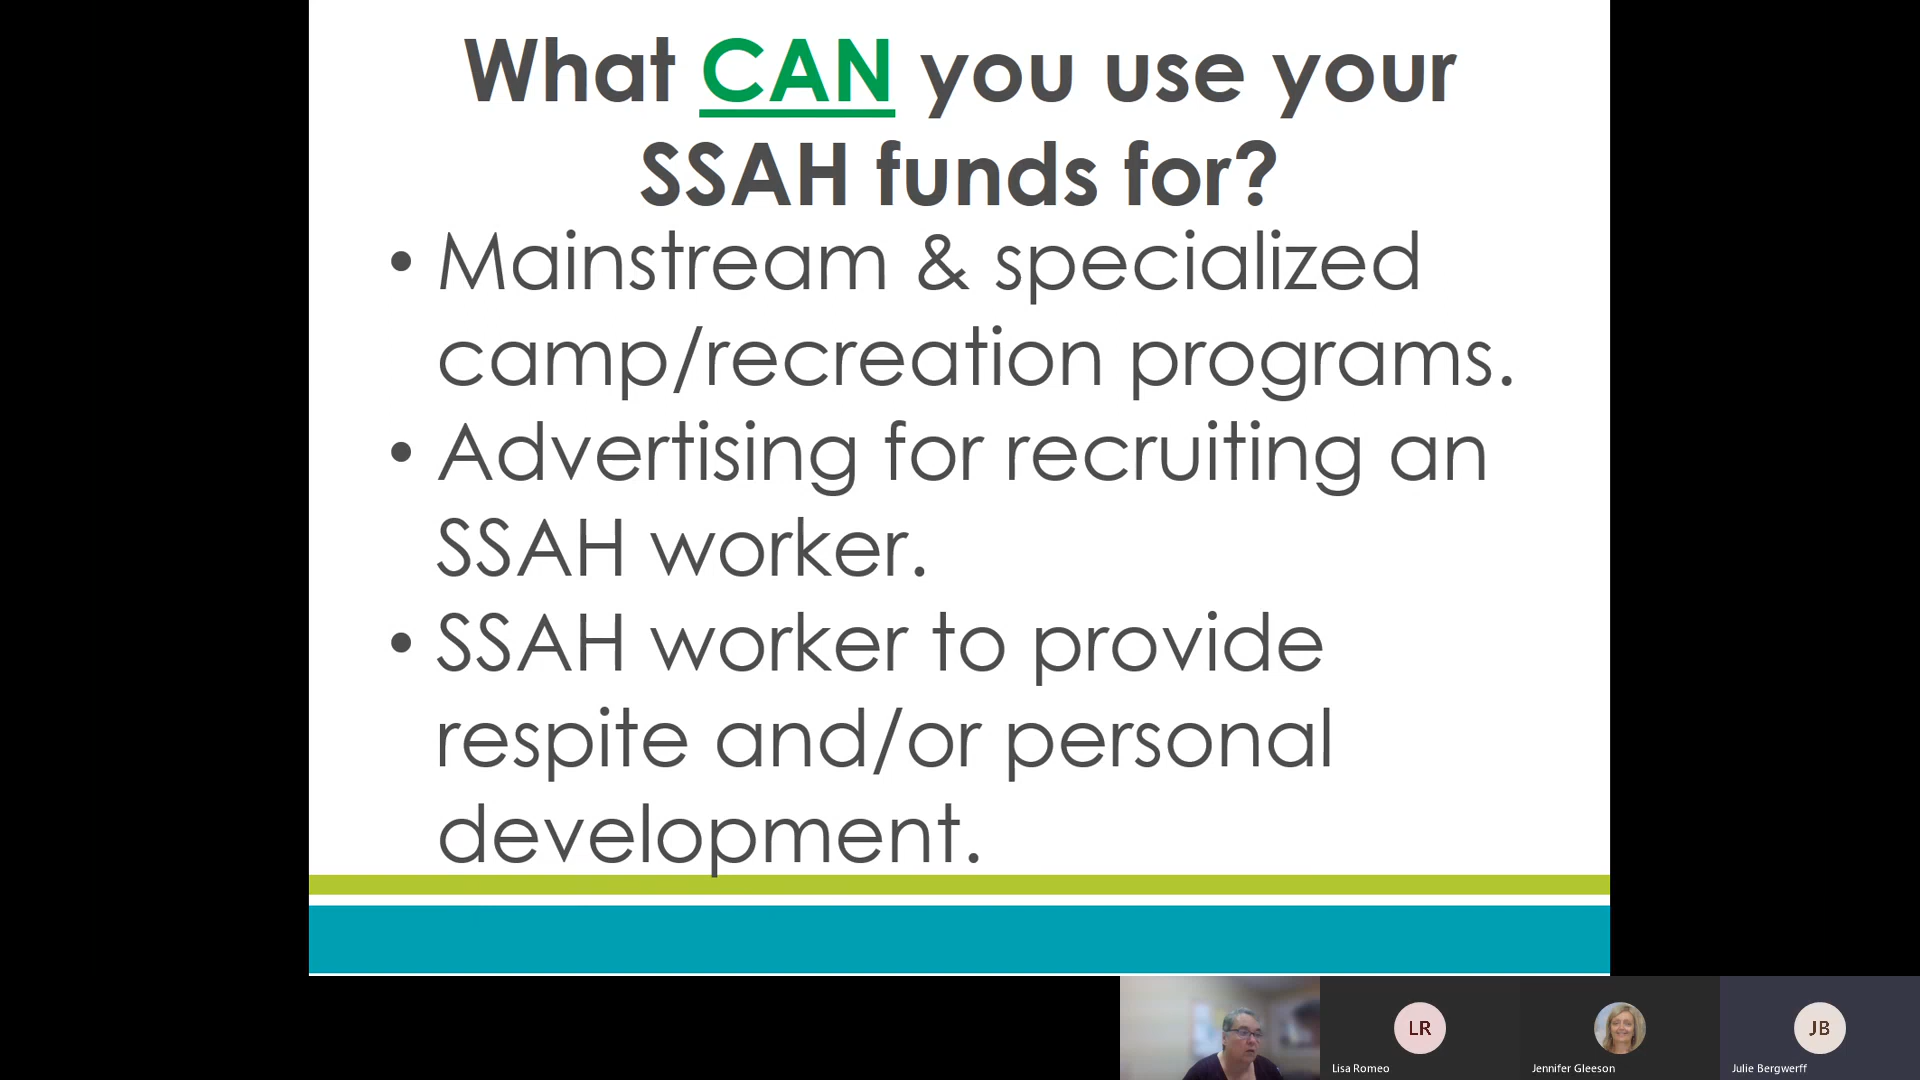 What CAN you use your
SSAH funds for?
• Mainstream & specialized
camp/recreation programs.
• Advertising for recruiting an
SSAH worker.
• SSAH worker to provide
respite and/or personal
development.
LR
JB
Lisa Romeo
Jennifer Gleeson
Julie Bergwerff